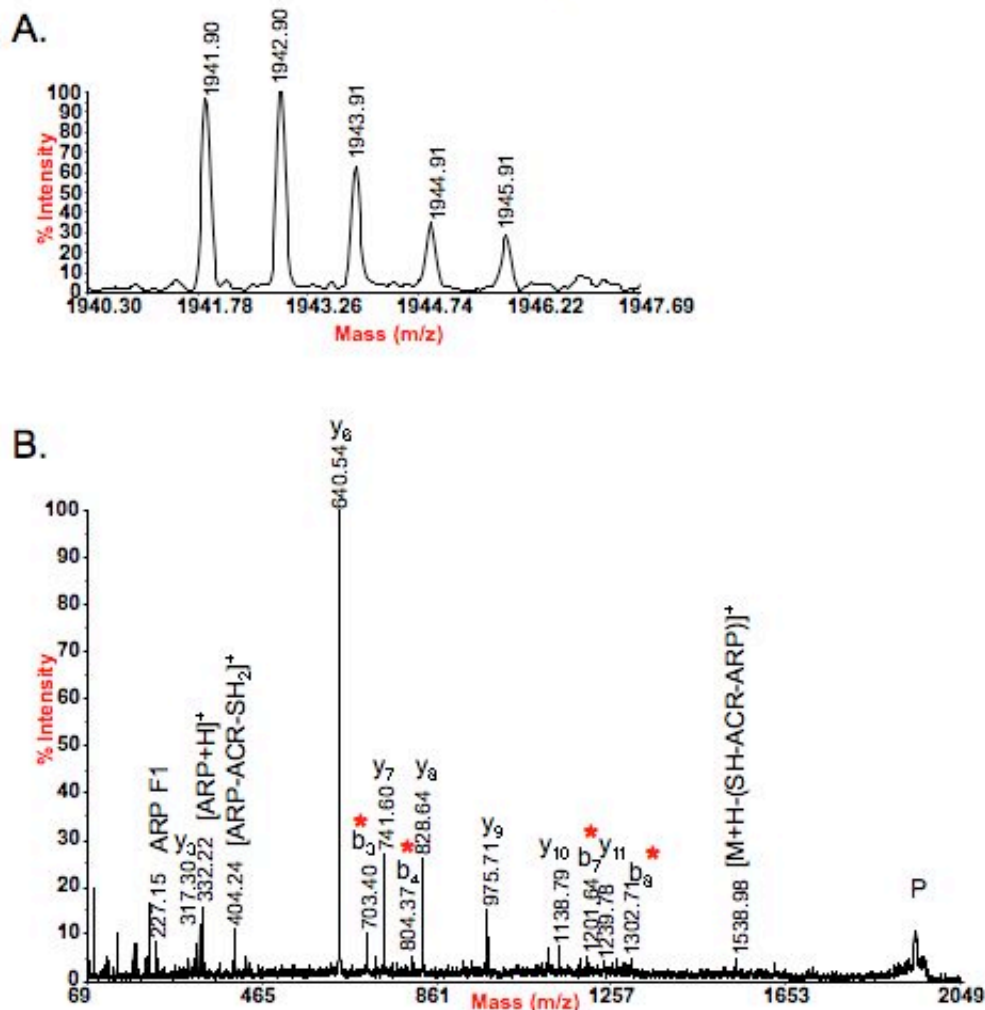 A.
1941.90
1942.90
1943.91
1944.91
1945.91
% Intensity
100
90
80
70
60
50
40
30
20
10
0
1940.30 1941.78 1943.26 1944.74 1946.22 1947.69
Mass (m/z)
B.
% Intensity
100
90
80
70
60
50
40
30
20
10
0
227.15 ARP F1
317.30 y3
332.22 [ARP+H]+
404.24 [ARP-ACR-SH2]+
640.54 y6
703.40 b3 *
741.60 y7
804.37 b4 *
828.64 y8
975.71 y9
1138.79 y10
1201.64 b7 *
1239.78 y11
1302.71 b8 *
1538.98 [M+H-(SH-ACR-ARP)]+
P
69 465 861 1257 1653 2049
Mass (m/z)